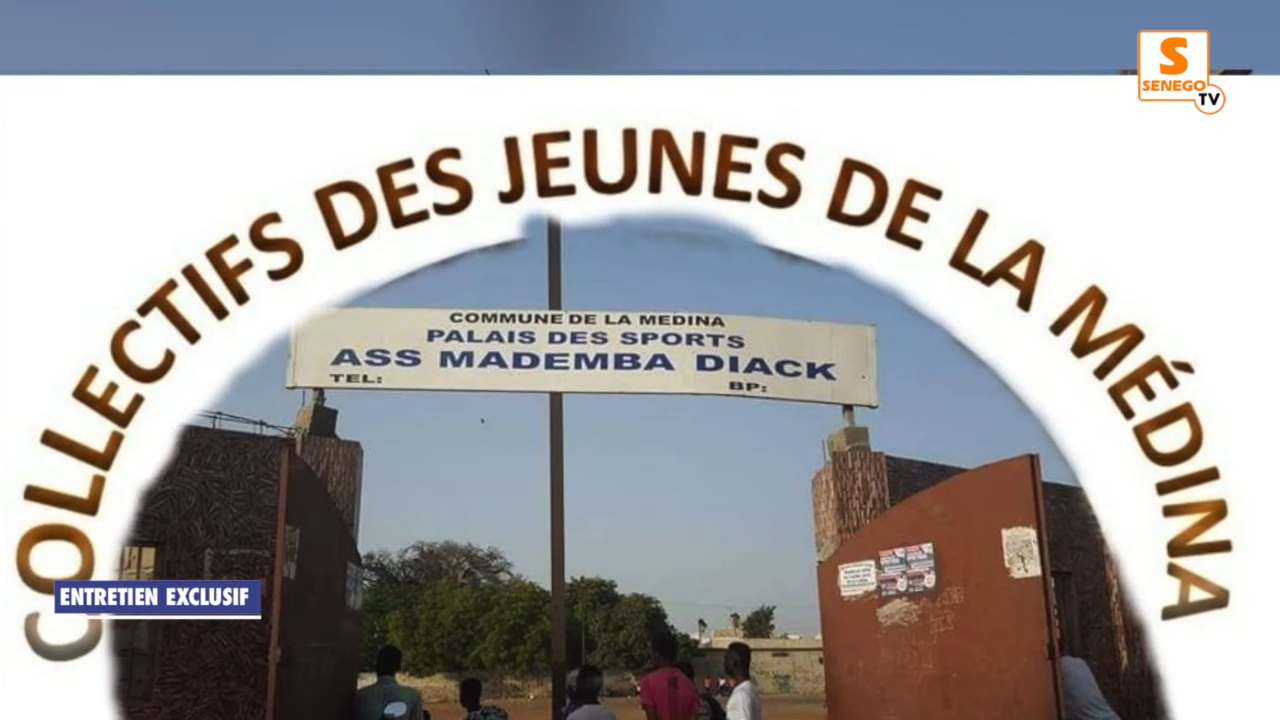 S
SENEGO
TV
COLLECTIFS DES JEUNES DE LA MÉDINA
COMMUNE DE LA MEDINA
PALAIS DES SPORTS
ASS MADEMBA DIACK
TEL: BP:
ENTRETIEN EXCLUSIF